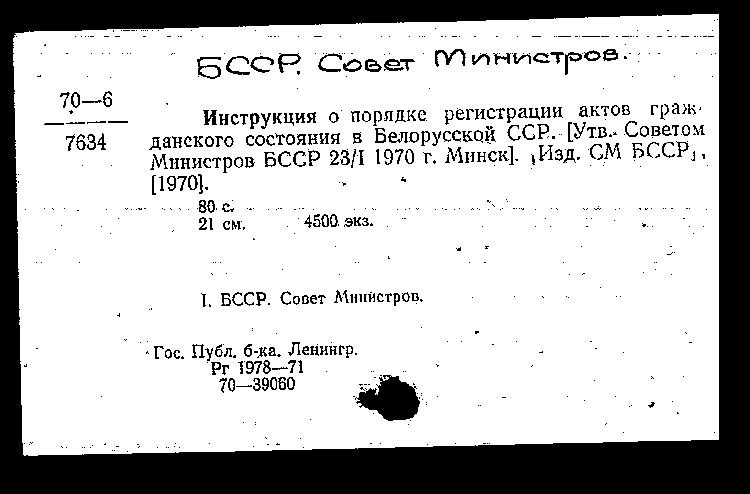 БССР. Совет Министров.
70—6
7634
Инструкция о порядке регистрации актов граж-
данского состояния в Белорусской ССР. [Утв. Советом
Министров БССР 23/I 1970 г. Минск]. [Изд. СМ БССР],
[1970].
80 с.
21 см. 4500 экз.
I. БССР. Совет Министров.
Гос. Публ. б-ка. Ленингр.
Рг 1978—71
70—39060